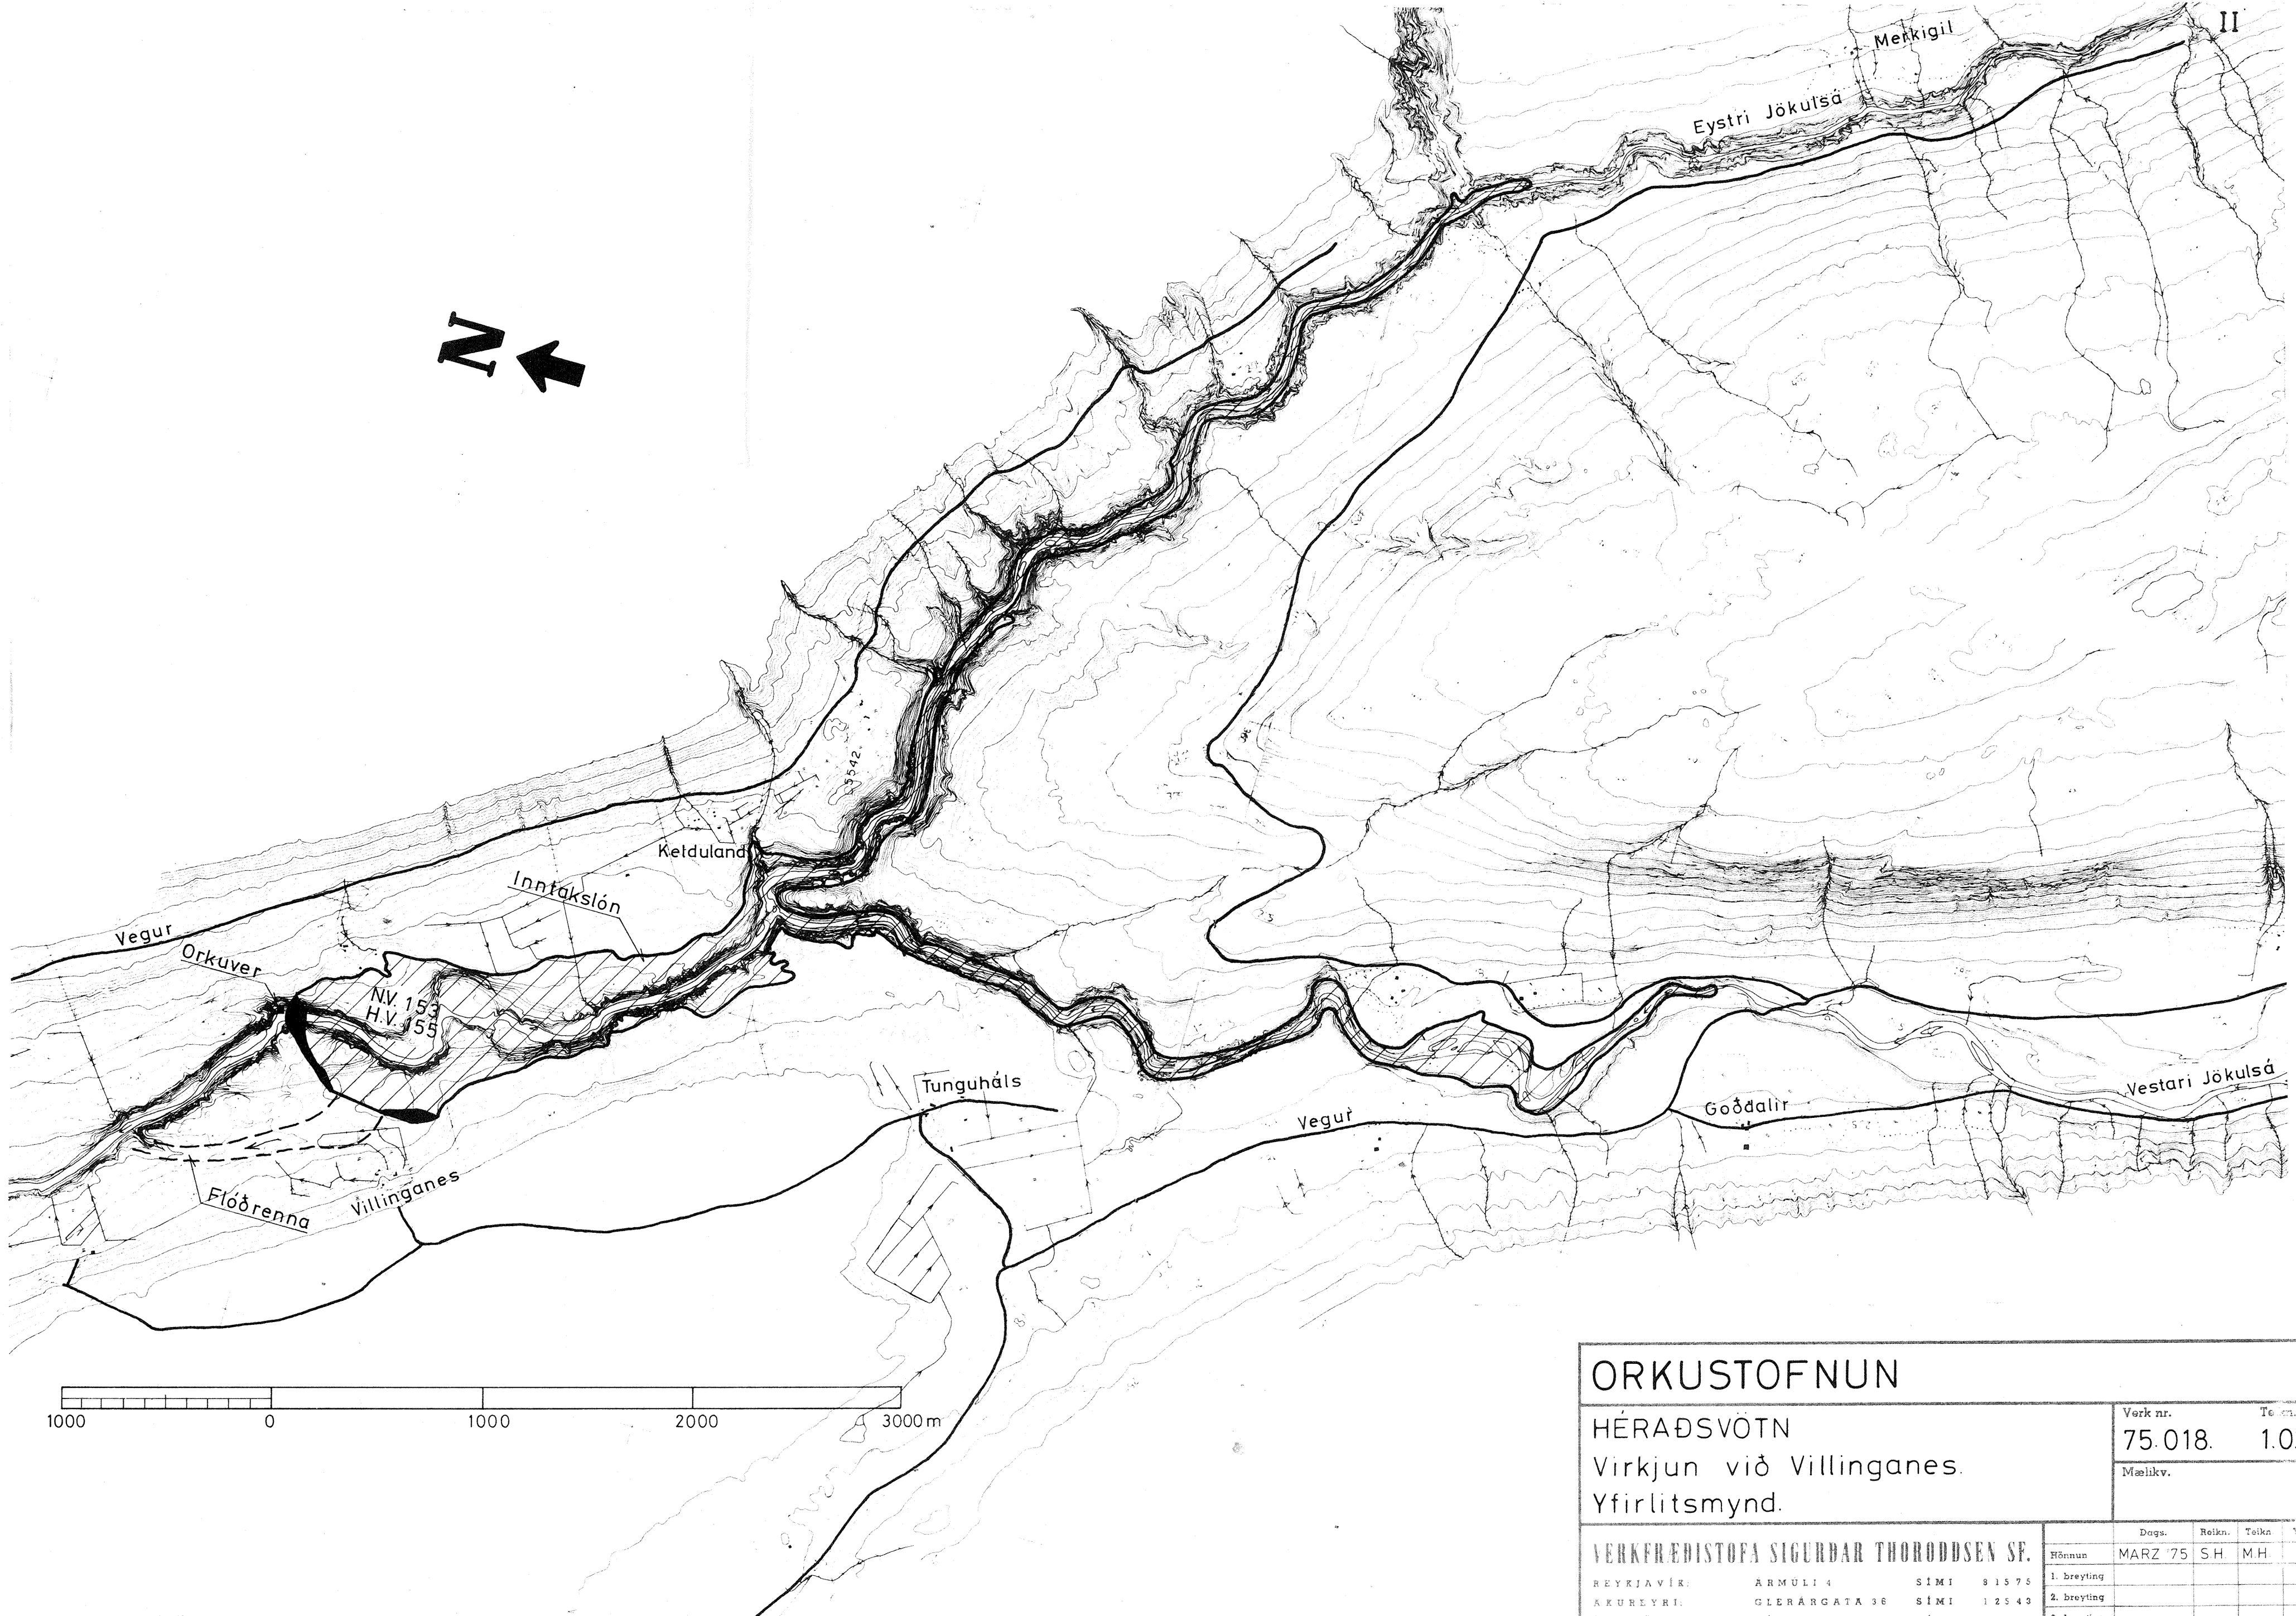 II
Merkigil
Eystri Jökulsá
N
5542
Ketduland
Inntakslón
Vegur
Orkuver
N.V. 153
H.V. 155
Tunguháls
Vegur
Goðdalir
Vestari Jökulsá
Flóðrenna
Villinganes
1000 0 1000 2000 3000 m
ORKUSTOFNUN
HÉRAÐSVÖTN
Virkjun við Villinganes.
Yfirlitsmynd.
Verk nr.
75.018. 1.0
Mælikv.
VERKFRÆÐISTOFA SIGURÐAR THORODDSEN SF.
REYKJAVÍK: ÁRMÚLI 4 SÍMI 81575
AKUREYRI: GLERÁRGATA 36 SÍMI 12543
Dags. Reikn. Teikn
Hönnun MARZ '75 S.H. M.H.
1. breyting
2. breyting